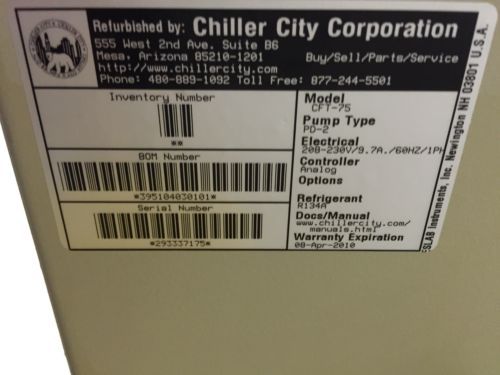 Refurbished by: Chiller City Corporation
555 West 2nd Ave. Suite B6
Mesa, Arizona 85210-1201 Buy/Sell/Parts/Service
http://www.chillercity.com
Phone: 480-889-1092 Toll Free: 877-244-5501
Inventory Number
**
BOM Number
*395104030101*
Serial Number
*293337175*
Model
CFT-75
Pump Type
PD-2
Electrical
208-230V/9.7A./60HZ/1PH
Controller
Analog
Options
Refrigerant
R134A
Docs/Manual
www.chillercity.com/
manuals.html
Warranty Expiration
08-Apr-2010
ESLAB Instruments, Inc. Newington NH 03801 U.S.A.